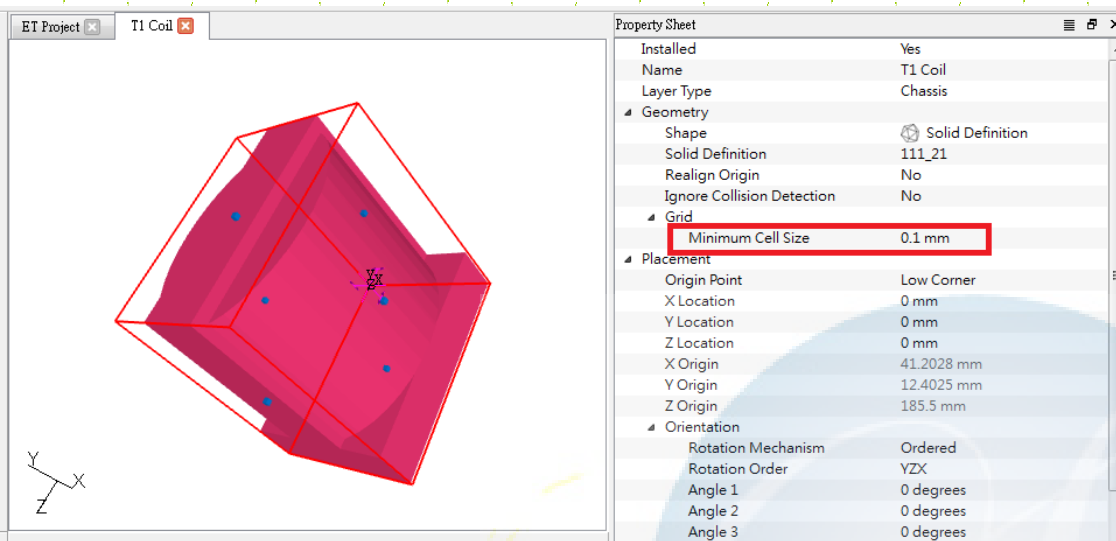 ET Project
T1 Coil
Property Sheet
Installed Yes
Name T1 Coil
Layer Type Chassis
Geometry
Shape Solid Definition
Solid Definition 111_21
Realign Origin No
Ignore Collision Detection No
Grid
Minimum Cell Size 0.1 mm
Placement
Origin Point Low Corner
X Location 0 mm
Y Location 0 mm
Z Location 0 mm
X Origin 41.2028 mm
Y Origin 12.4025 mm
Z Origin 185.5 mm
Orientation
Rotation Mechanism Ordered
Rotation Order YZX
Angle 1 0 degrees
Angle 2 0 degrees
Angle 3 0 degrees
Y
X
Z
Y
X
Z